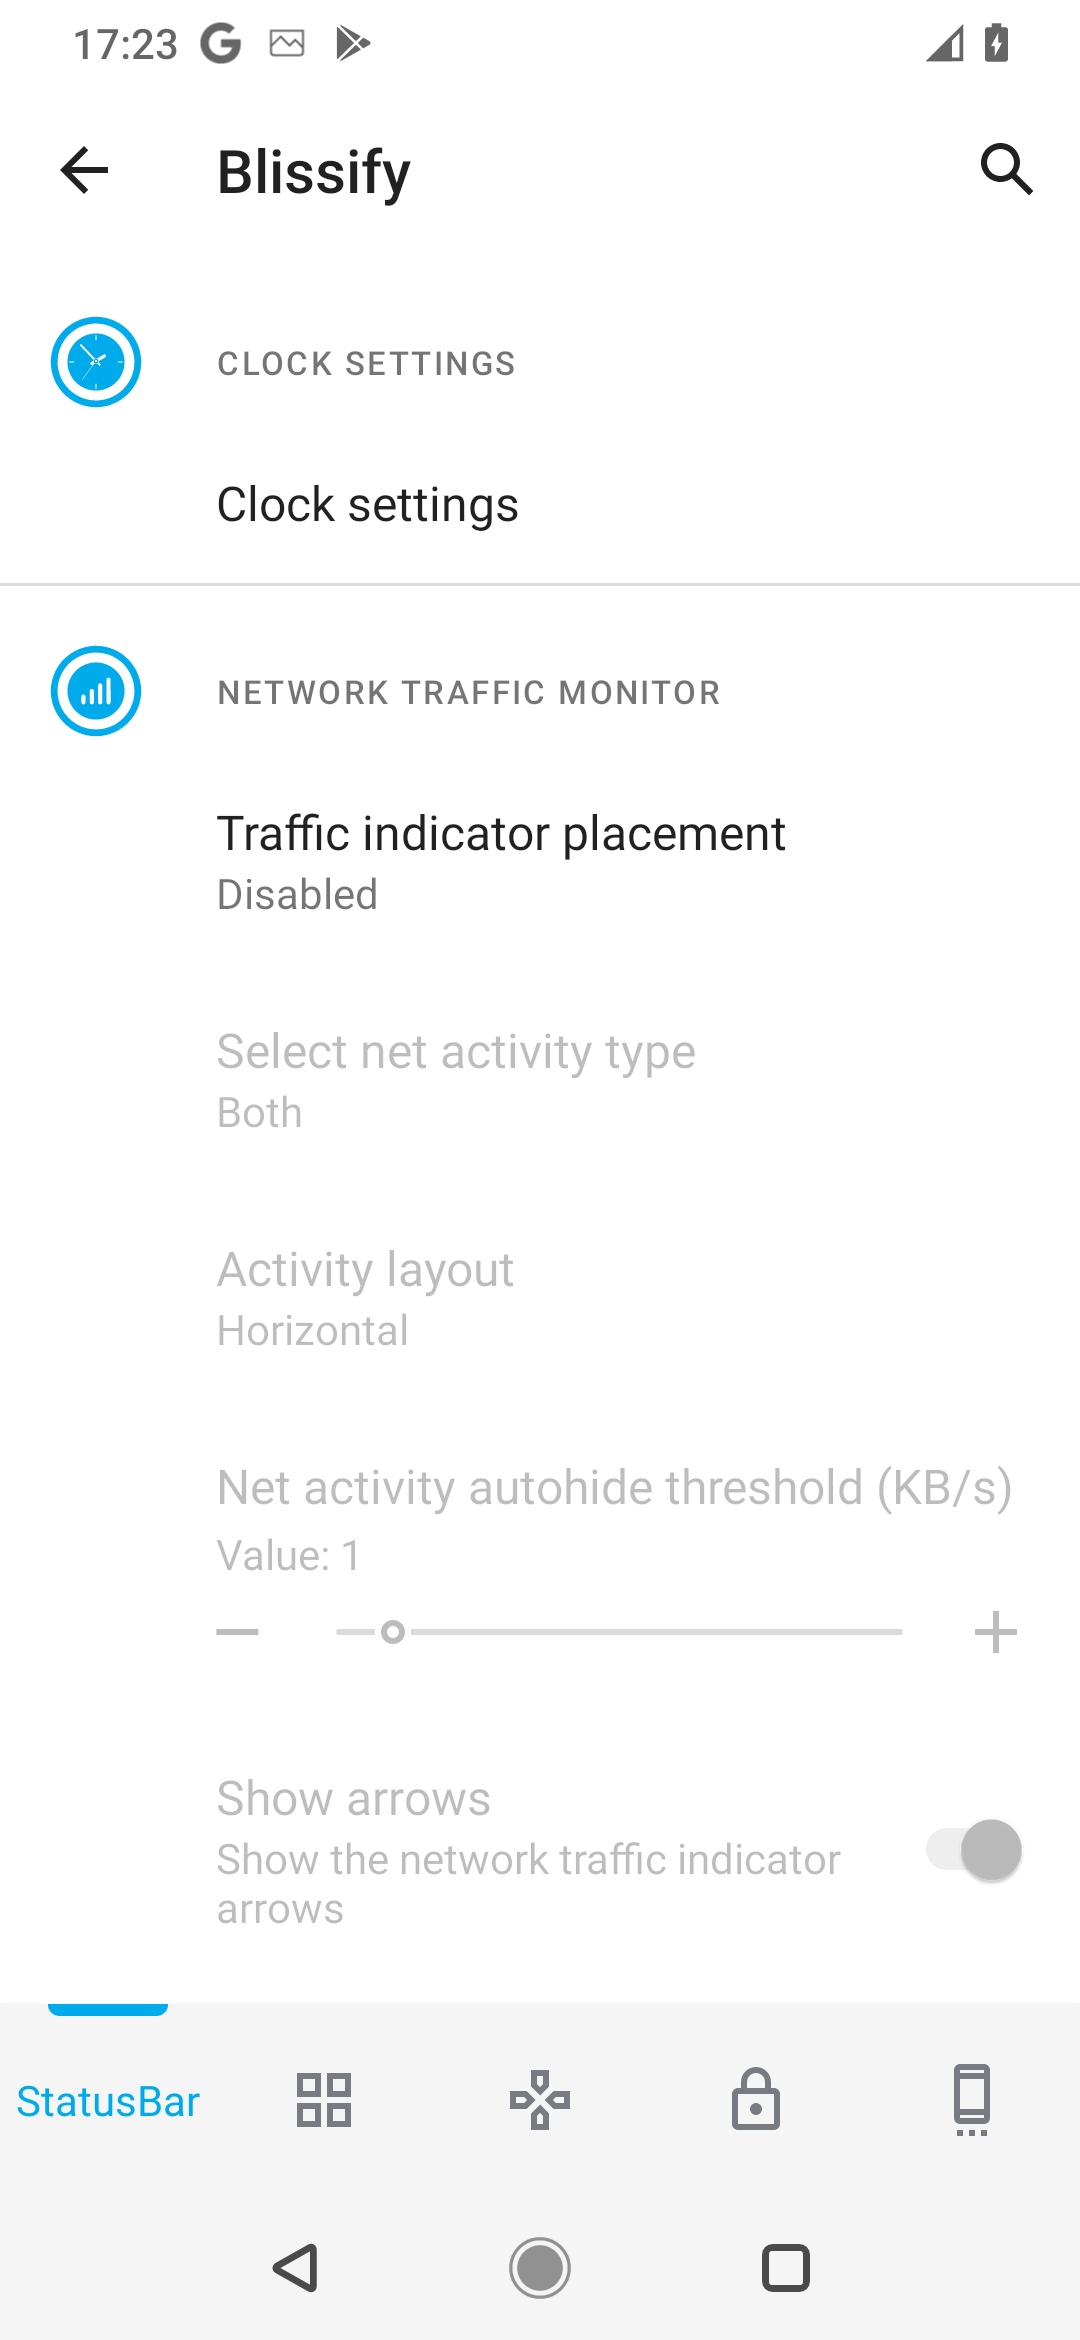 17:23
Blissify
CLOCK SETTINGS
Clock settings
NETWORK TRAFFIC MONITOR
Traffic indicator placement
Disabled
Select net activity type
Both
Activity layout
Horizontal
Net activity autohide threshold (KB/s)
Value: 1
Show arrows
Show the network traffic indicator
arrows
StatusBar